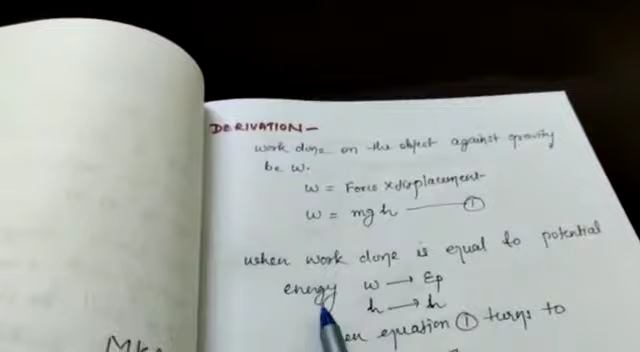 DERIVATION -
work done on the object against gravity
be w.
w = Force x displacement
w = mgh — ①
when work done is equal to potential
energy w → Ep
h → h
equation ① turns to